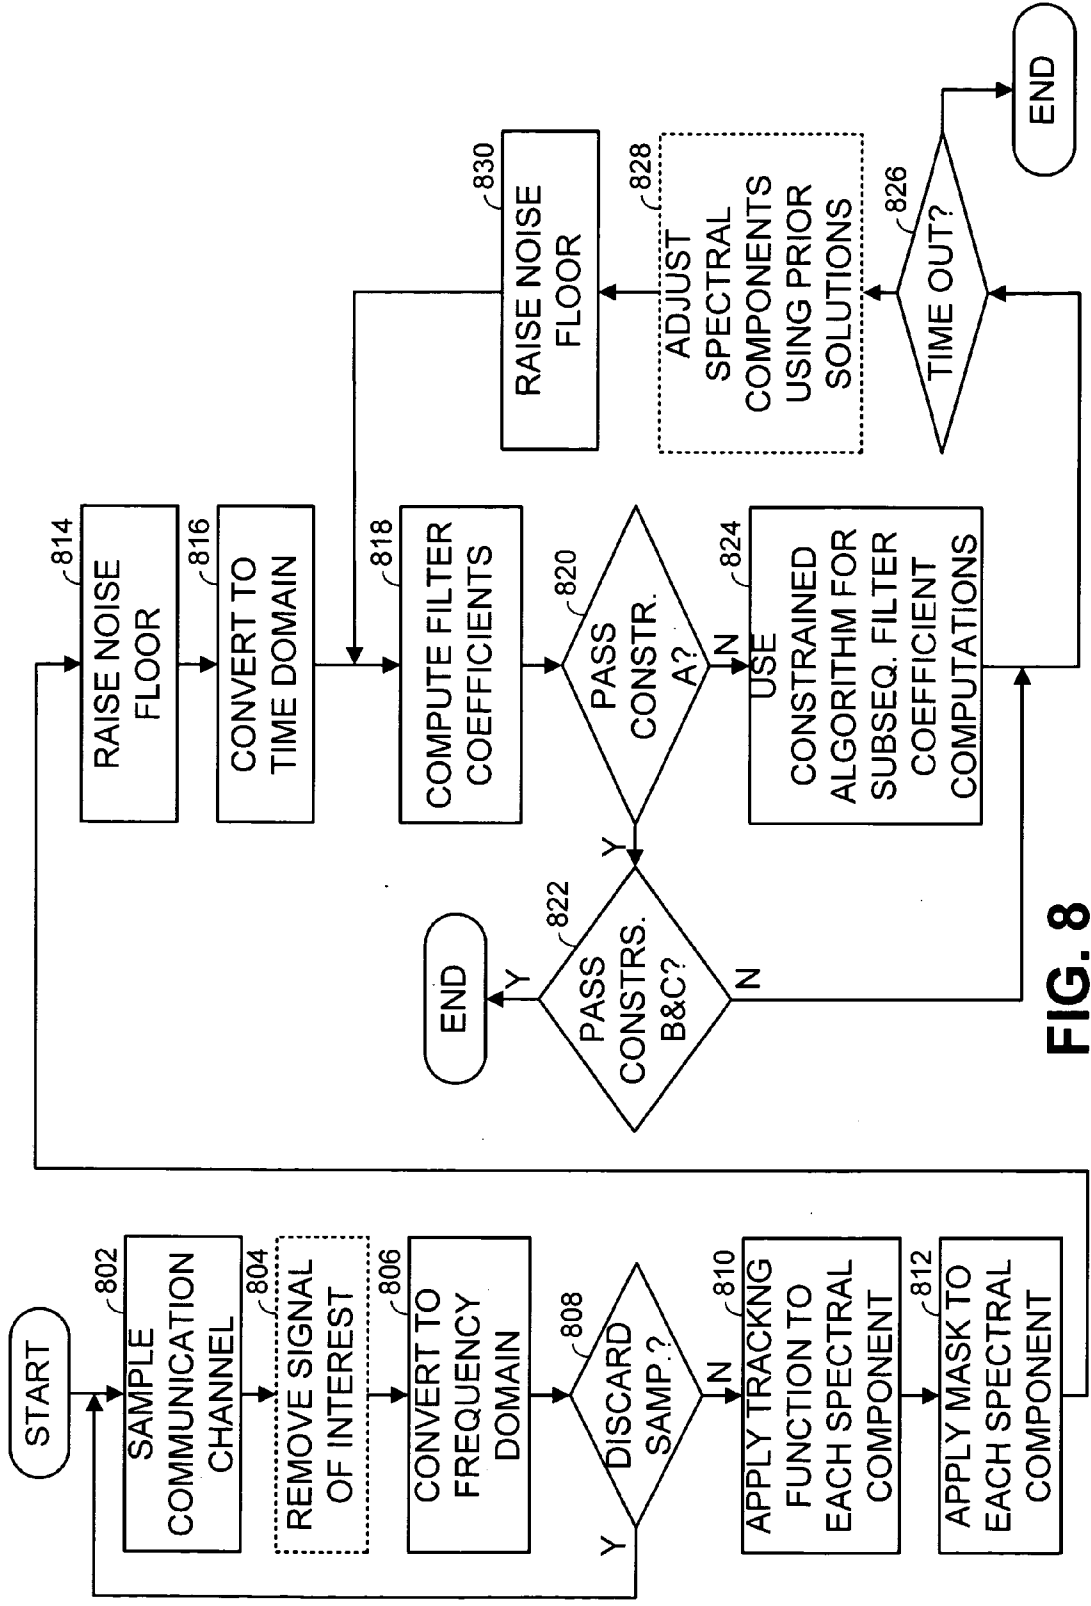 START
802
SAMPLE
COMMUNICATION
CHANNEL
804
REMOVE SIGNAL
OF INTEREST
806
CONVERT TO
FREQUENCY
DOMAIN
808
DISCARD
SAMP.?
Y
N
810
APPLY TRACKNG
FUNCTION TO
EACH SPECTRAL
COMPONENT
812
APPLY MASK TO
EACH SPECTRAL
COMPONENT
814
RAISE NOISE
FLOOR
816
CONVERT TO
TIME DOMAIN
818
COMPUTE FILTER
COEFFICIENTS
820
PASS
CONSTR.
A?
Y
N
822
PASS
CONSTRS.
B&C?
Y
N
END
824
USE
CONSTRAINED
ALGORITHM FOR
SUBSEQ. FILTER
COEFFICIENT
COMPUTATIONS
826
TIME OUT?
END
828
ADJUST
SPECTRAL
COMPONENTS
USING PRIOR
SOLUTIONS
830
RAISE NOISE
FLOOR
FIG. 8